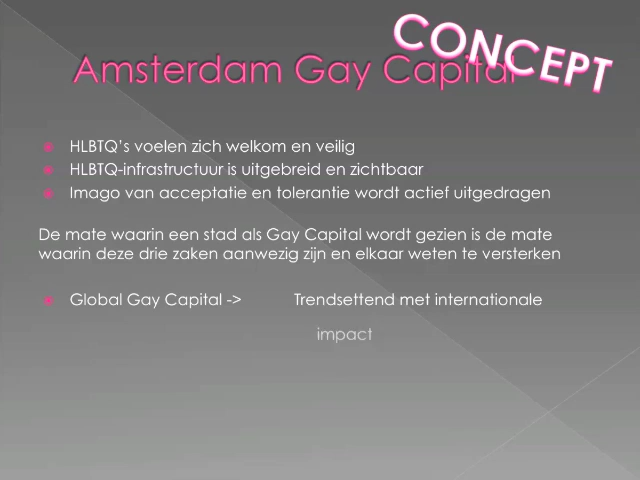 CONCEPT
Amsterdam Gay Capital
HLBTQ's voelen zich welkom en veilig
HLBTQ-infrastructuur is uitgebreid en zichtbaar
Imago van acceptatie en tolerantie wordt actief uitgedragen
De mate waarin een stad als Gay Capital wordt gezien is de mate
waarin deze drie zaken aanwezig zijn en elkaar weten te versterken
Global Gay Capital -> Trendsettend met internationale
impact